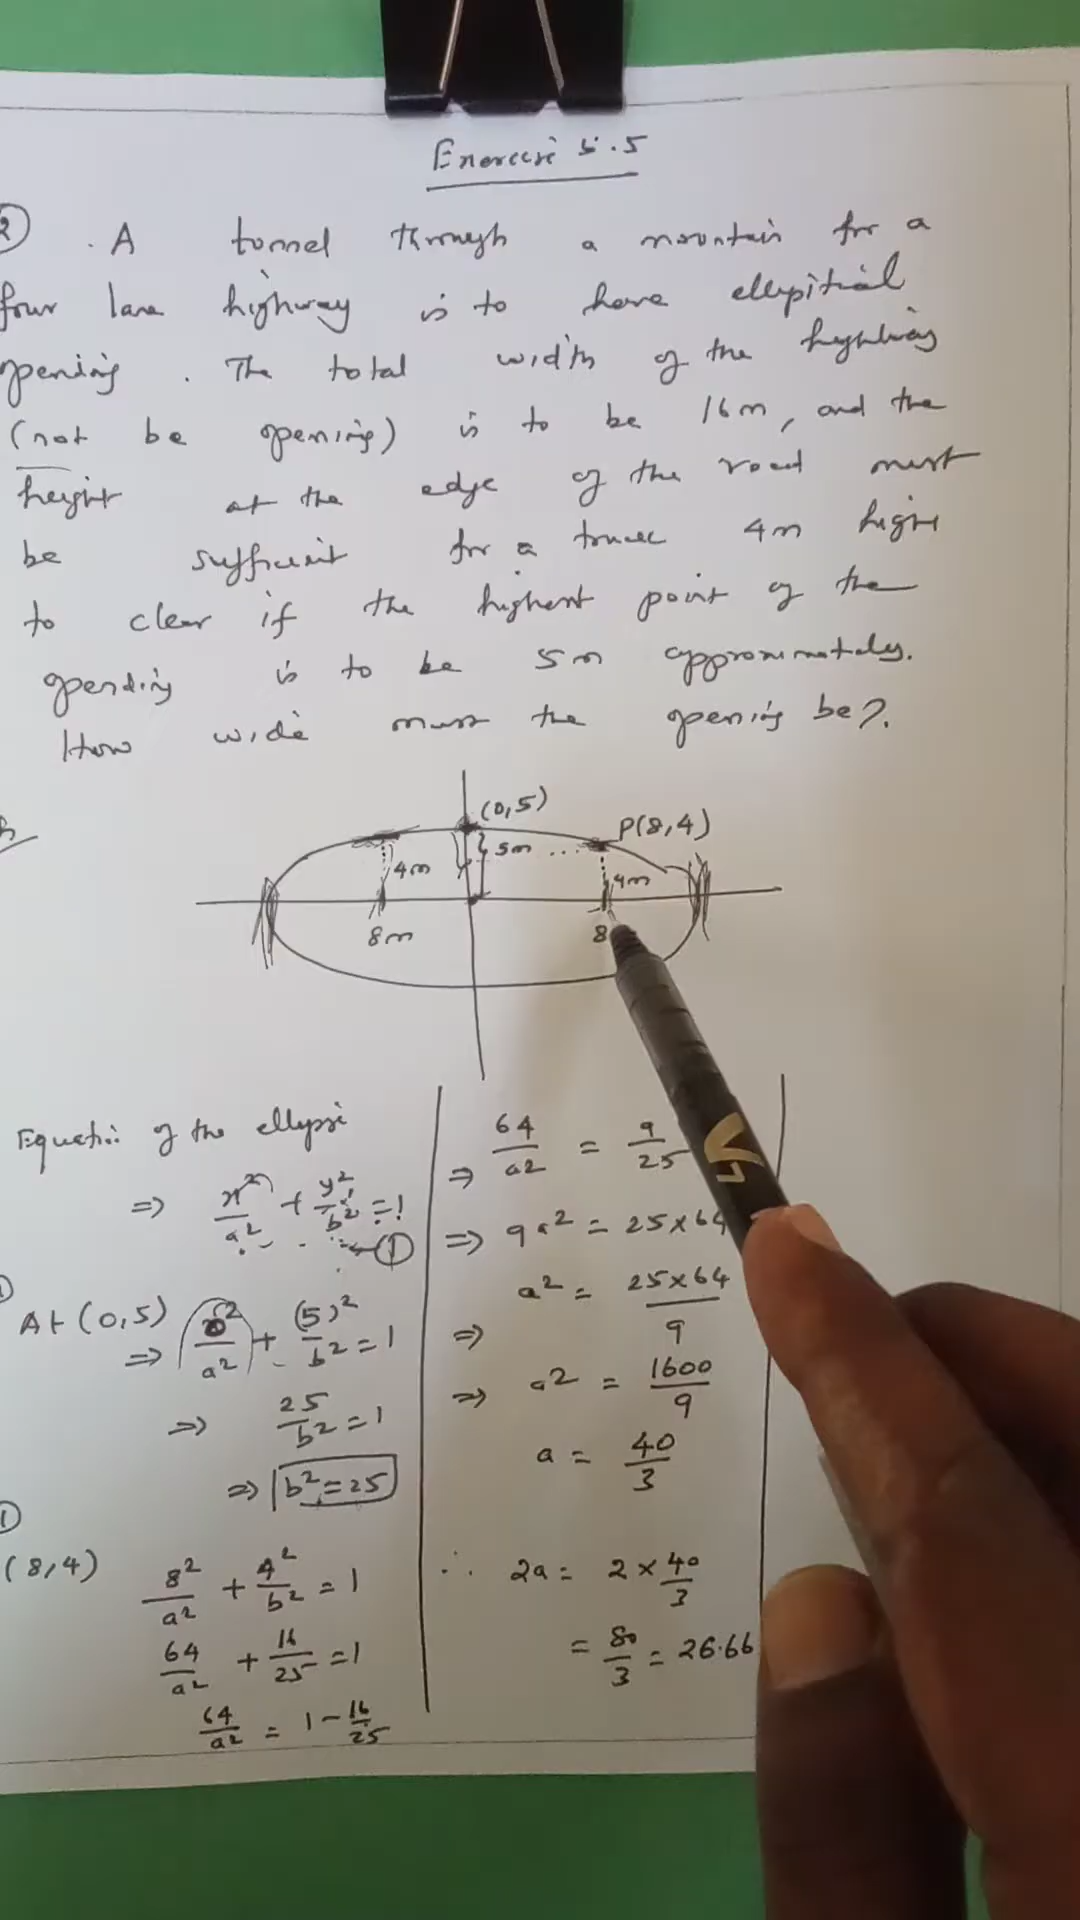 Exercise 5.5
2) . A tunnel through a mountain for a
four lane highway is to have elliptical
opening . The total width of the highway
(not be opening) is to be 16m, and the
height at the edge of the road must
be sufficient for a truck 4m high
to clear if the highest point of the
opening is to be 5m approximately.
How wide must the opening be?.
(0,5)
P(8,4)
5m
4m
4m
8m
8
Equation of the ellipse
⇒ x²/a² + y²/b² = 1
①
At (0,5)
⇒ 0²/a² + (5)²/b² = 1
⇒ 25/b² = 1
⇒ b² = 25
(8,4) 8²/a² + 4²/b² = 1
64/a² + 16/25 = 1
64/a² = 1 - 16/25
⇒ 64/a² = 9/25
⇒ 9a² = 25×64
⇒ a² = 25×64/9
⇒ a² = 1600/9
a = 40/3
∴ 2a = 2 × 40/3
= 80/3 = 26.66
V7